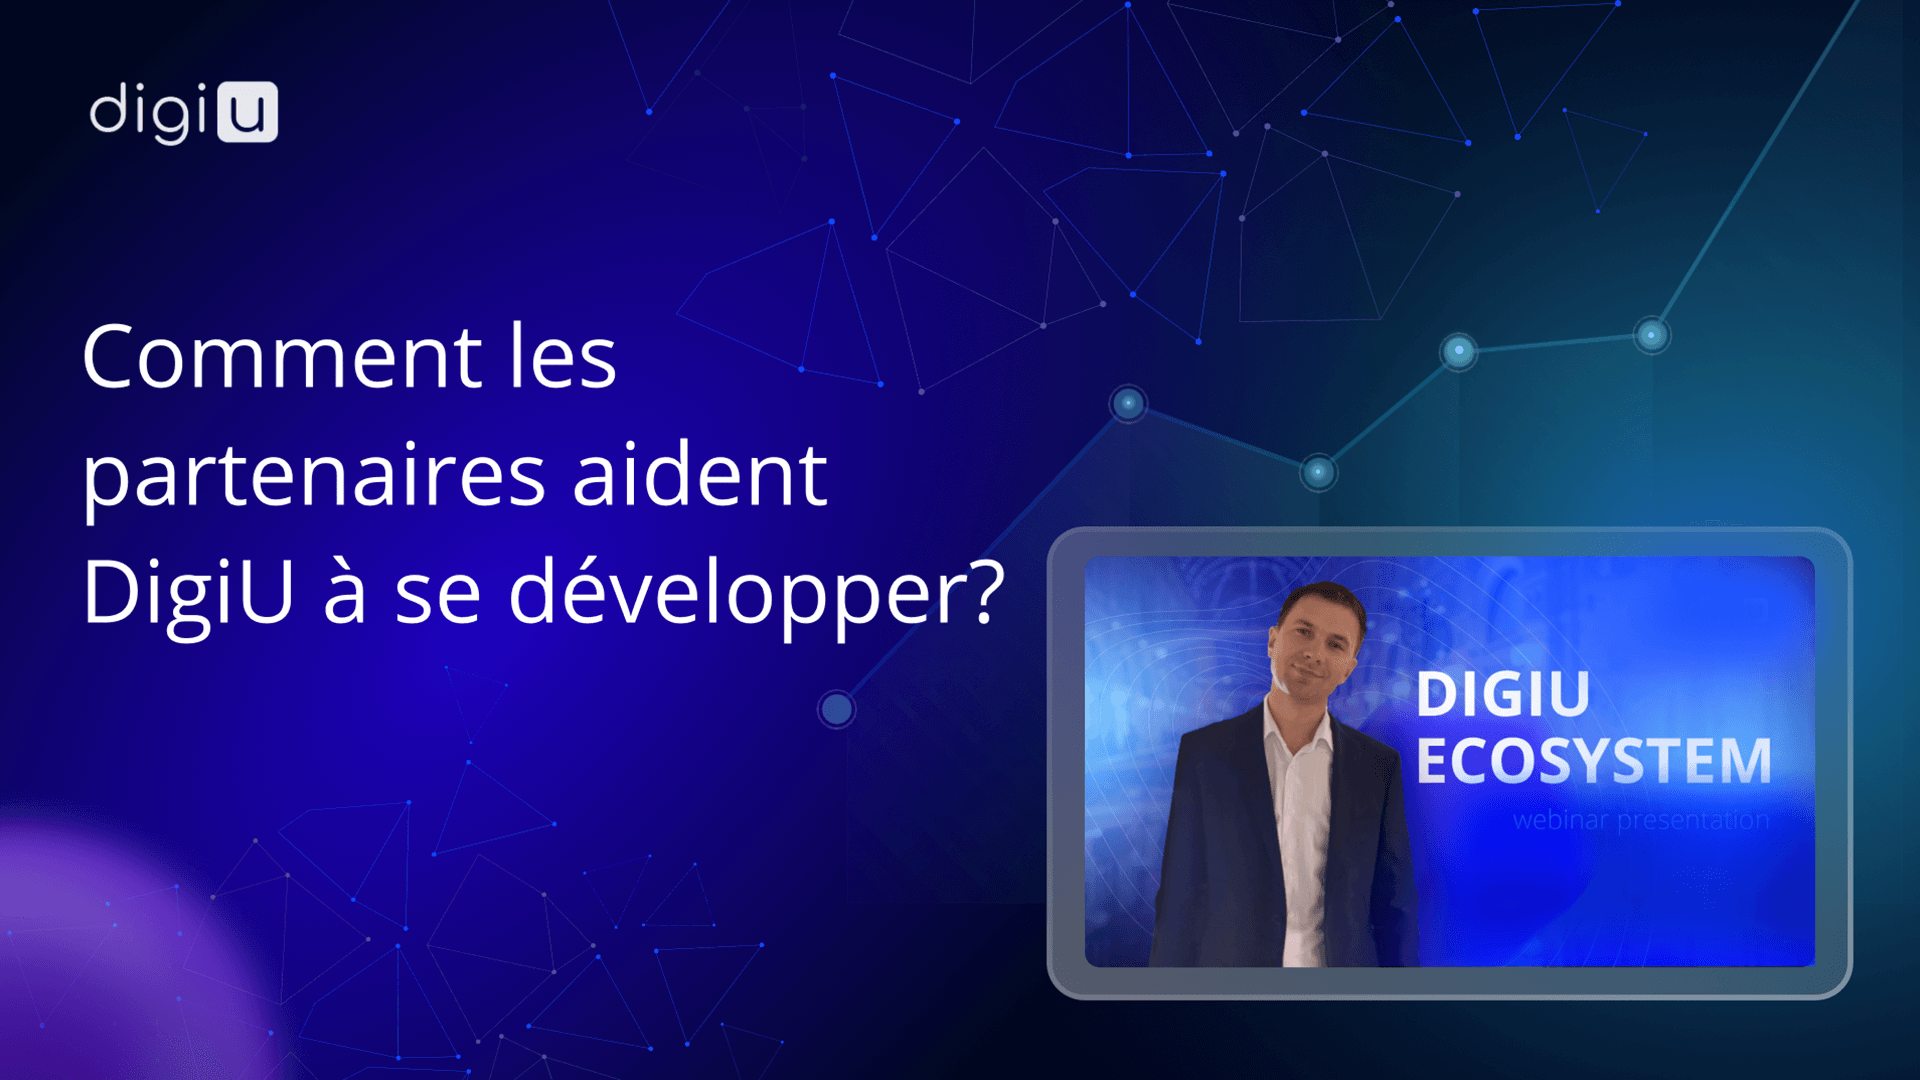 digiU
Comment les
partenaires aident
DigiU à se développer?
DIGIU
ECOSYSTEM
webinar presentation